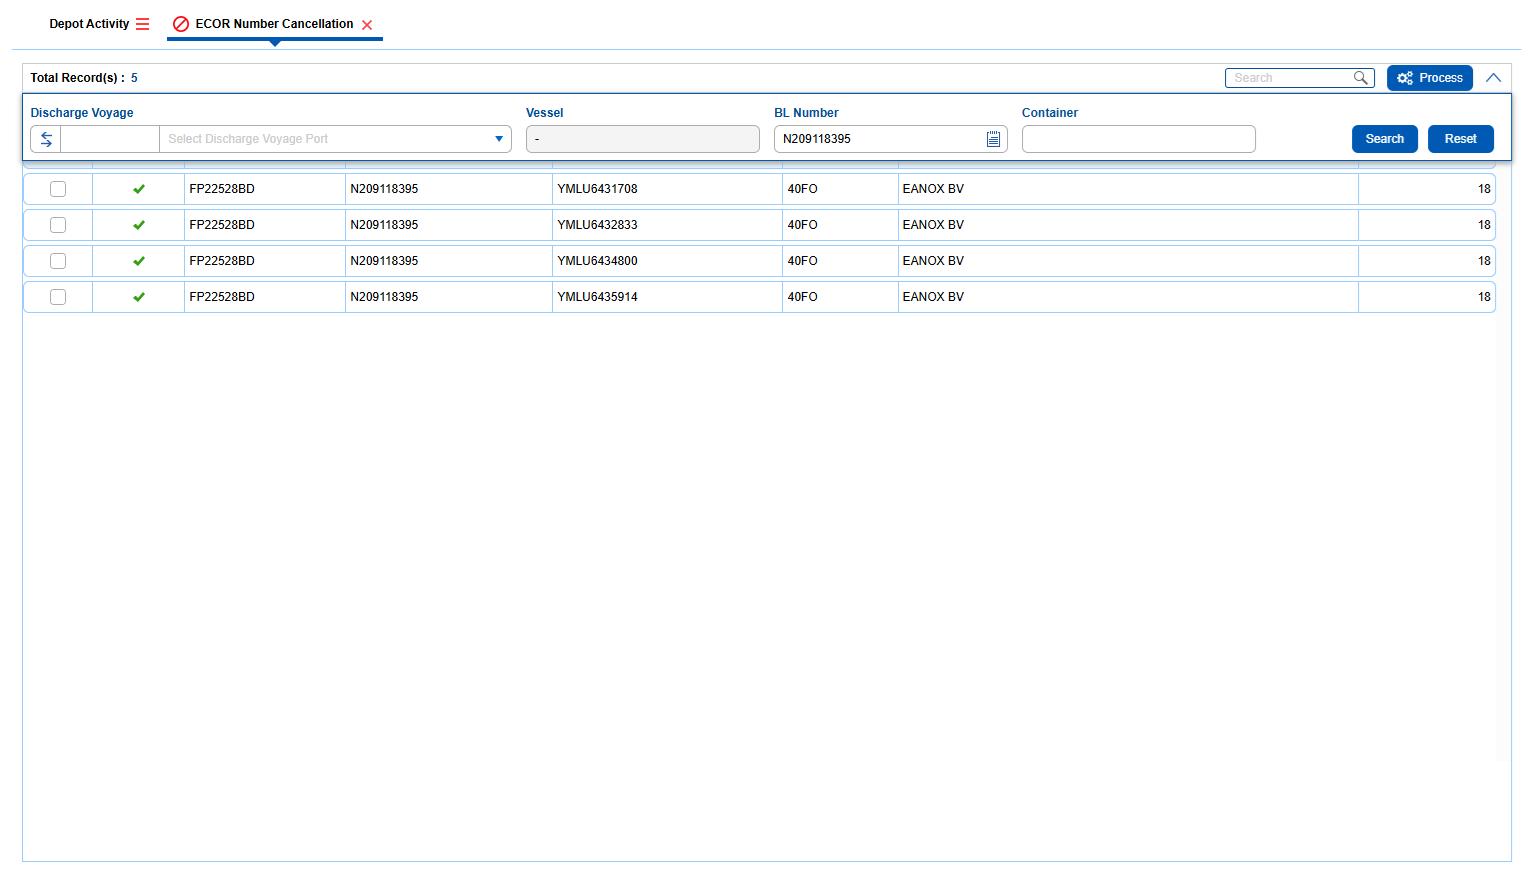 Depot Activity ECOR Number Cancellation
Total Record(s) : 5 Search Process
Discharge Voyage Vessel BL Number Container
Select Discharge Voyage Port - N209118395 Search Reset
FP22528BD N209118395 YMLU6431708 40FO EANOX BV 18
FP22528BD N209118395 YMLU6432833 40FO EANOX BV 18
FP22528BD N209118395 YMLU6434800 40FO EANOX BV 18
FP22528BD N209118395 YMLU6435914 40FO EANOX BV 18